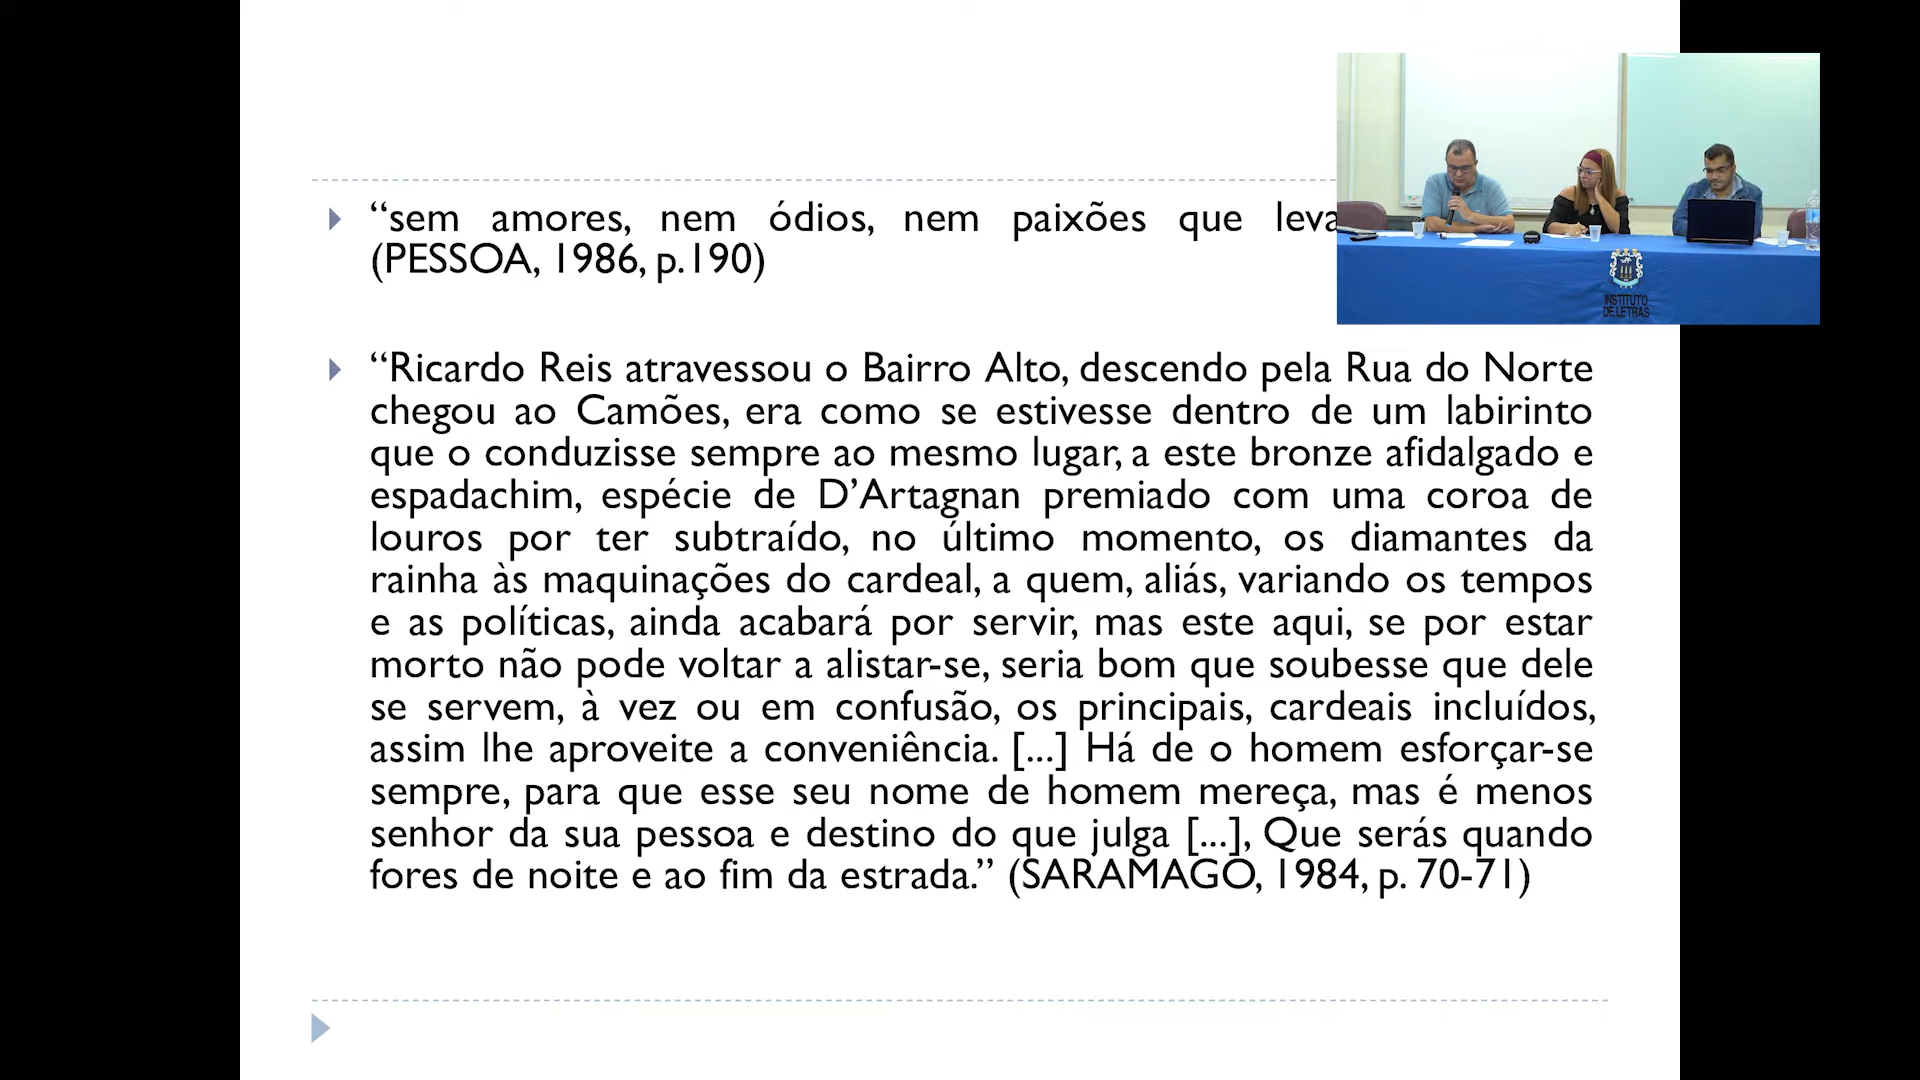 “sem amores, nem ódios, nem paixões que
(PESSOA, 1986, p.190)
“Ricardo Reis atravessou o Bairro Alto, descendo pela Rua do Norte
chegou ao Camões, era como se estivesse dentro de um labirinto
que o conduzisse sempre ao mesmo lugar, a este bronze afidalgado e
espadachim, espécie de D’Artagnan premiado com uma coroa de
louros por ter subtraído, no último momento, os diamantes da
rainha às maquinações do cardeal, a quem, aliás, variando os tempos
e as políticas, ainda acabará por servir, mas este aqui, se por estar
morto não pode voltar a alistar-se, seria bom que soubesse que dele
se servem, à vez ou em confusão, os principais, cardeais incluídos,
assim lhe aproveite a conveniência. [...] Há de o homem esforçar-se
sempre, para que esse seu nome de homem mereça, mas é menos
senhor da sua pessoa e destino do que julga [...], Que serás quando
fores de noite e ao fim da estrada.” (SARAMAGO, 1984, p. 70-71)
INSTITUTO
DE LETRAS